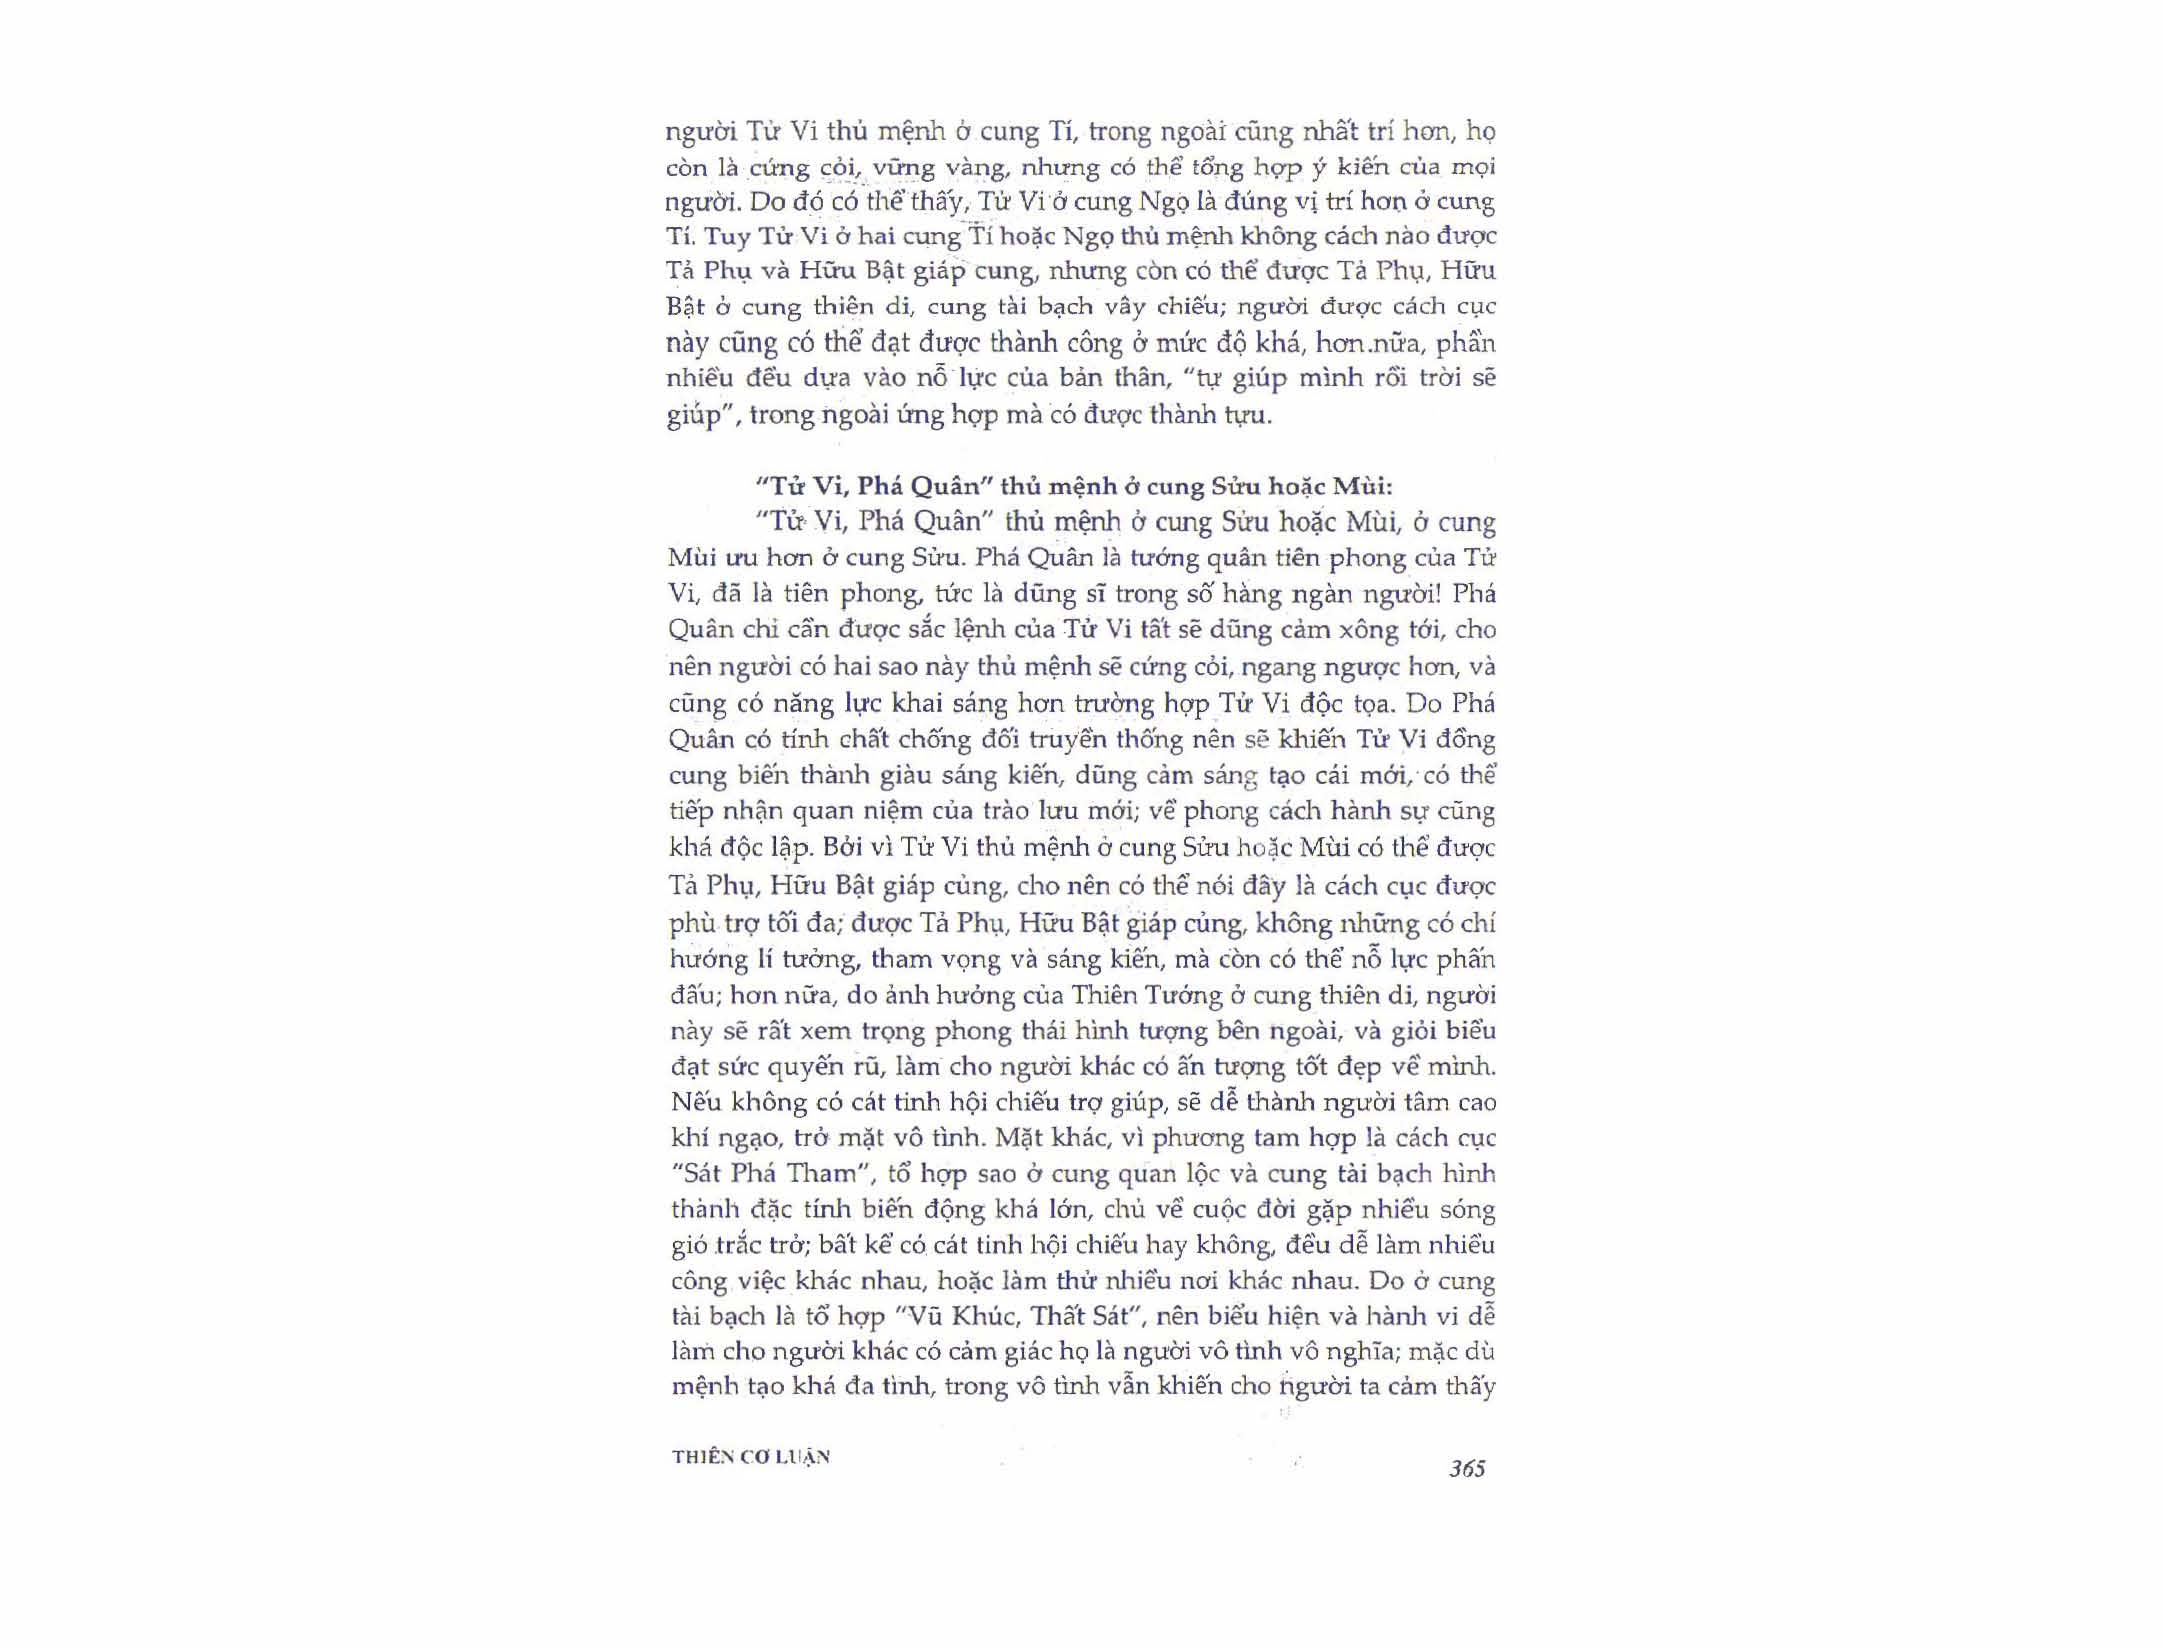 người Tử Vi thủ mệnh ở cung Tí, trong ngoài cũng nhất trí hơn, họ
còn là cứng cỏi, vững vàng, nhưng có thể tổng hợp ý kiến của mọi
người. Do đó có thể thấy, Tử Vi ở cung Ngọ là đúng vị trí hơn ở cung
Tí. Tuy Tử Vi ở hai cung Tí hoặc Ngọ thủ mệnh không cách nào được
Tả Phụ và Hữu Bật giáp cung, nhưng còn có thể được Tả Phụ, Hữu
Bật ở cung thiên di, cung tài bạch vây chiếu; người được cách cục
này cũng có thể đạt được thành công ở mức độ khá, hơn nữa, phần
nhiều đều dựa vào nỗ lực của bản thân, "tự giúp mình rồi trời sẽ
giúp", trong ngoài ứng hợp mà có được thành tựu.
"Tử Vi, Phá Quân" thủ mệnh ở cung Sửu hoặc Mùi:
"Tử Vi, Phá Quân" thủ mệnh ở cung Sửu hoặc Mùi, ở cung
Mùi ưu hơn ở cung Sửu. Phá Quân là tướng quân tiên phong của Tử
Vi, đã là tiên phong, tức là dũng sĩ trong số hàng ngàn người! Phá
Quân chỉ cần được sắc lệnh của Tử Vi tất sẽ dũng cảm xông tới, cho
nên người có hai sao này thủ mệnh sẽ cứng cỏi, ngang ngược hơn, và
cũng có năng lực khai sáng hơn trường hợp Tử Vi độc tọa. Do Phá
Quân có tính chất chống đối truyền thống nên sẽ khiến Tử Vi đồng
cung biến thành giàu sáng kiến, dũng cảm sáng tạo cái mới, có thể
tiếp nhận quan niệm của trào lưu mới; về phong cách hành sự cũng
khá độc lập. Bởi vì Tử Vi thủ mệnh ở cung Sửu hoặc Mùi có thể được
Tả Phụ, Hữu Bật giáp củng, cho nên có thể nói đây là cách cục được
phù trợ tối đa; được Tả Phụ, Hữu Bật giáp củng, không những có chí
hướng lí tưởng, tham vọng và sáng kiến, mà còn có thể nỗ lực phấn
đấu; hơn nữa, do ảnh hưởng của Thiên Tướng ở cung thiên di, người
này sẽ rất xem trọng phong thái hình tượng bên ngoài, và giỏi biểu
đạt sức quyến rũ, làm cho người khác có ấn tượng tốt đẹp về mình.
Nếu không có cát tinh hội chiếu trợ giúp, sẽ dễ thành người tâm cao
khí ngạo, trở mặt vô tình. Mặt khác, vì phương tam hợp là cách cục
"Sát Phá Tham", tổ hợp sao ở cung quan lộc và cung tài bạch hình
thành đặc tính biến động khá lớn, chủ về cuộc đời gặp nhiều sóng
gió trắc trở; bất kể có cát tinh hội chiếu hay không, đều dễ làm nhiều
công việc khác nhau, hoặc làm thử nhiều nơi khác nhau. Do ở cung
tài bạch là tổ hợp "Vũ Khúc, Thất Sát", nên biểu hiện và hành vi dễ
làm cho người khác có cảm giác họ là người vô tình vô nghĩa; mặc dù
mệnh tạo khá đa tình, trong vô tình vẫn khiến cho người ta cảm thấy
THIÊN CƠ LUẬN
365